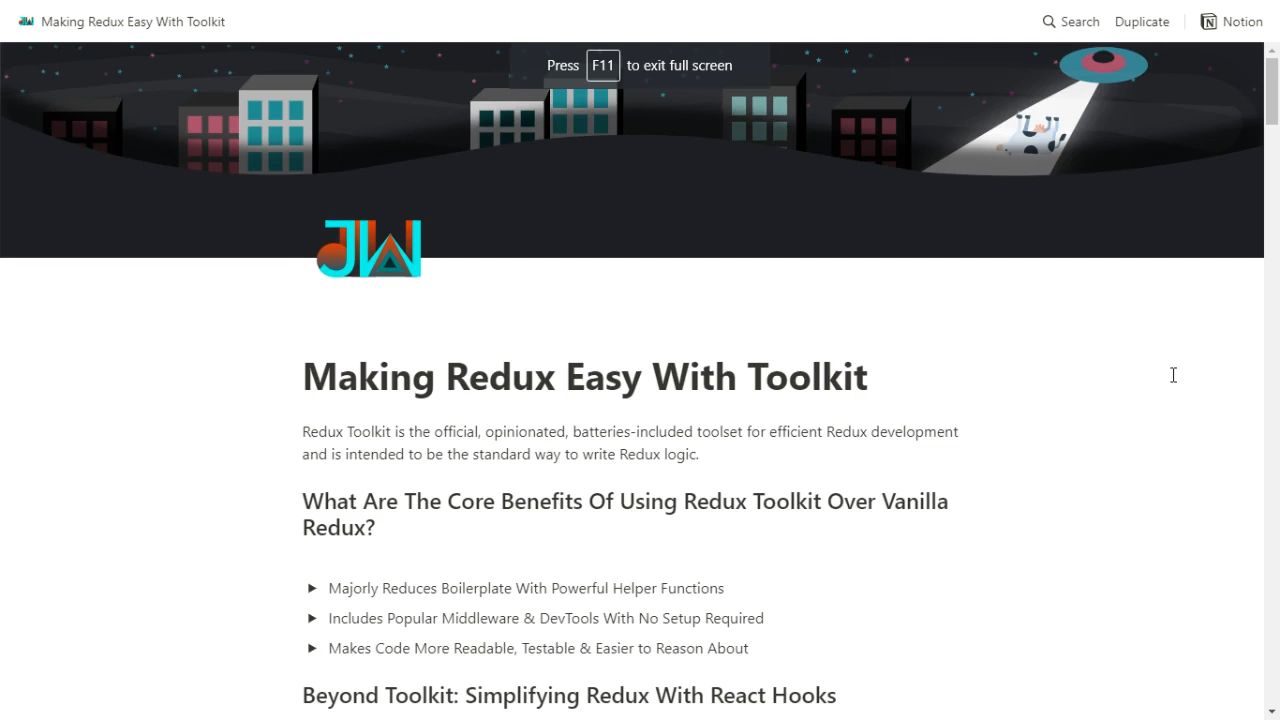 Making Redux Easy With Toolkit
Search
Duplicate
Notion
Press F11 to exit full screen
JW
Making Redux Easy With Toolkit
Redux Toolkit is the official, opinionated, batteries-included toolset for efficient Redux development
and is intended to be the standard way to write Redux logic.
What Are The Core Benefits Of Using Redux Toolkit Over Vanilla
Redux?
Majorly Reduces Boilerplate With Powerful Helper Functions
Includes Popular Middleware & DevTools With No Setup Required
Makes Code More Readable, Testable & Easier to Reason About
Beyond Toolkit: Simplifying Redux With React Hooks